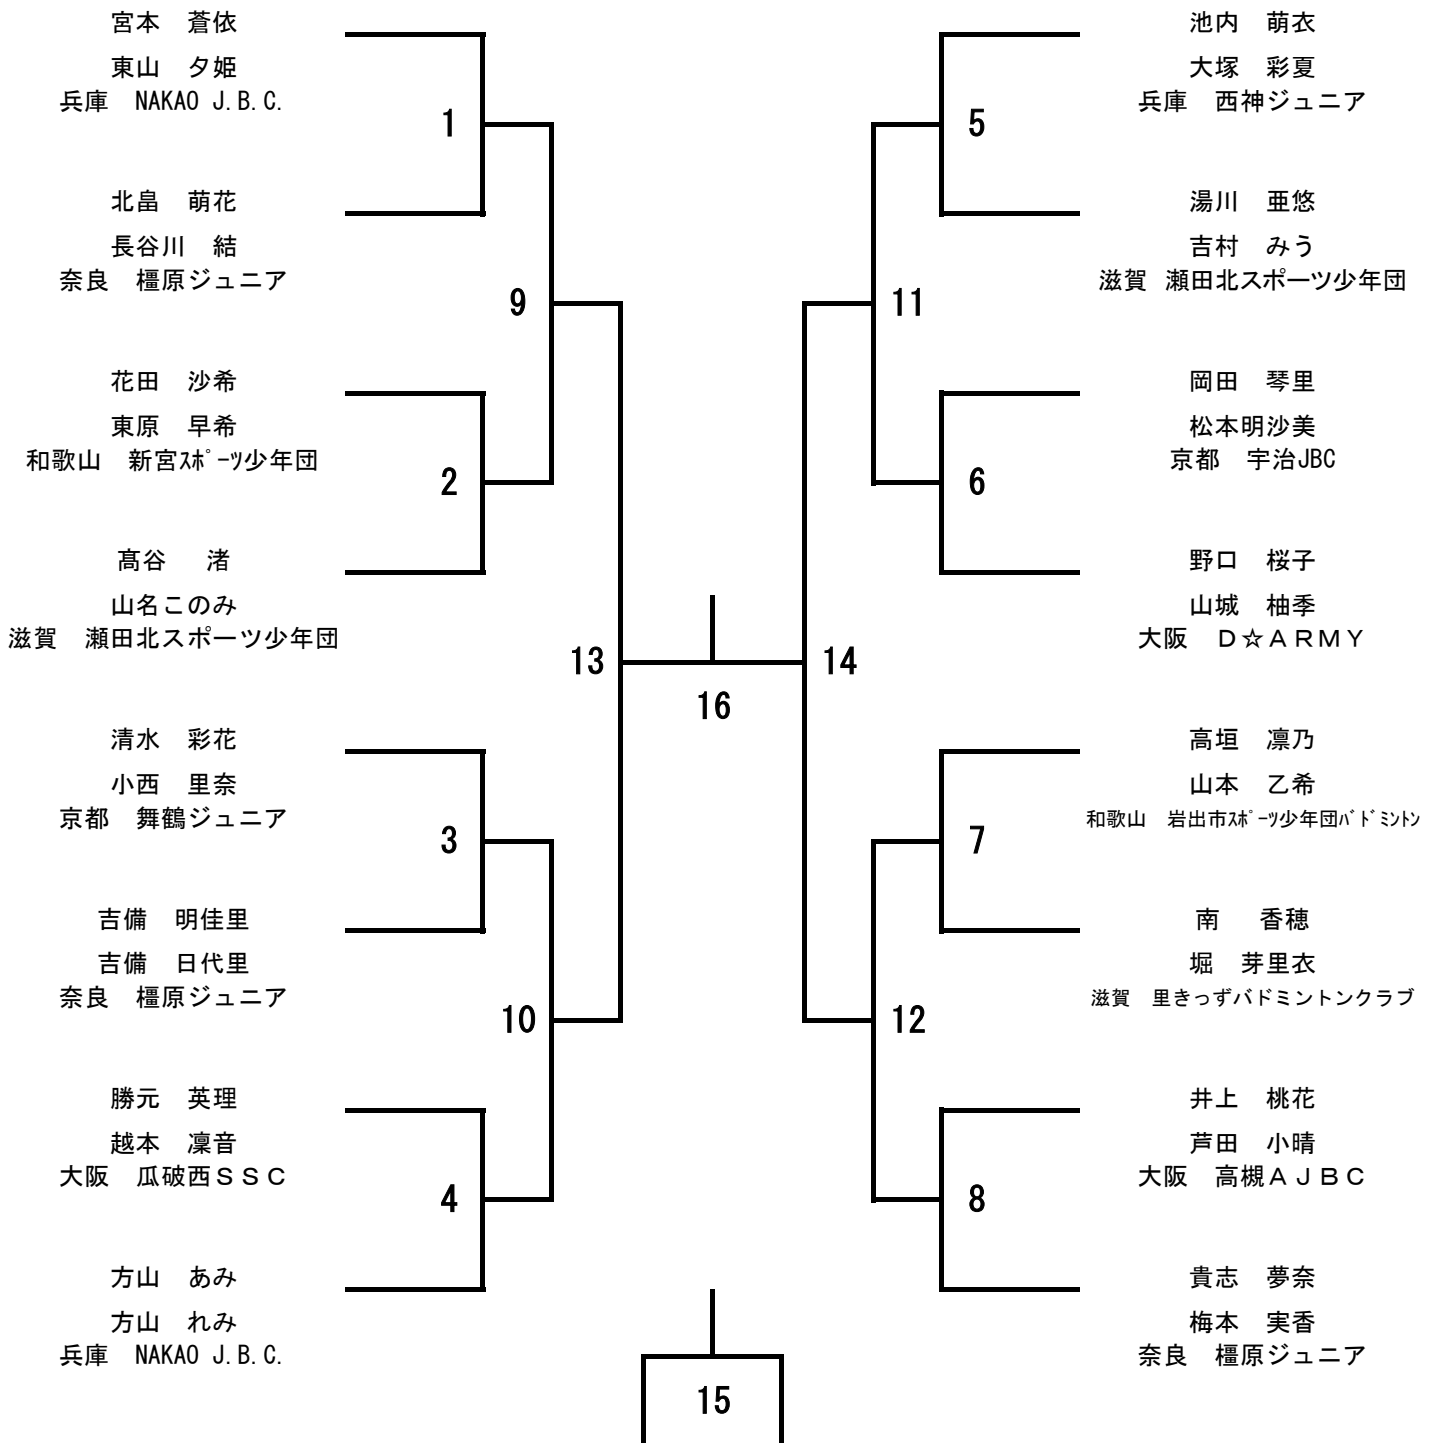 宮本　蒼依
東山　夕姫
兵庫　NAKAO J.B.C.
1
北畠　萌花
長谷川　結
奈良　橿原ジュニア
9
花田　沙希
東原　早希
和歌山　新宮ｽﾎﾟｰﾂ少年団
2
髙谷　渚
山名このみ
滋賀　瀬田北スポーツ少年団
13
清水　彩花
小西　里奈
京都　舞鶴ジュニア
3
吉備　明佳里
吉備　日代里
奈良　橿原ジュニア
10
勝元　英理
越本　凜音
大阪　瓜破西ＳＳＣ
4
方山　あみ
方山　れみ
兵庫　NAKAO J.B.C.
16
15
池内　萌衣
大塚　彩夏
兵庫　西神ジュニア
5
湯川　亜悠
吉村　みう
滋賀　瀬田北スポーツ少年団
11
岡田　琴里
松本明沙美
京都　宇治JBC
6
野口　桜子
山城　柚季
大阪　Ｄ☆ＡＲＭＹ
14
高垣　凛乃
山本　乙希
和歌山　岩出市ｽﾎﾟｰﾂ少年団ﾊﾞﾄﾞﾐﾝﾄﾝ
7
南　香穂
堀　芽里衣
滋賀　里きっずバドミントンクラブ
12
井上　桃花
芦田　小晴
大阪　高槻ＡＪＢＣ
8
貴志　夢奈
梅本　実香
奈良　橿原ジュニア